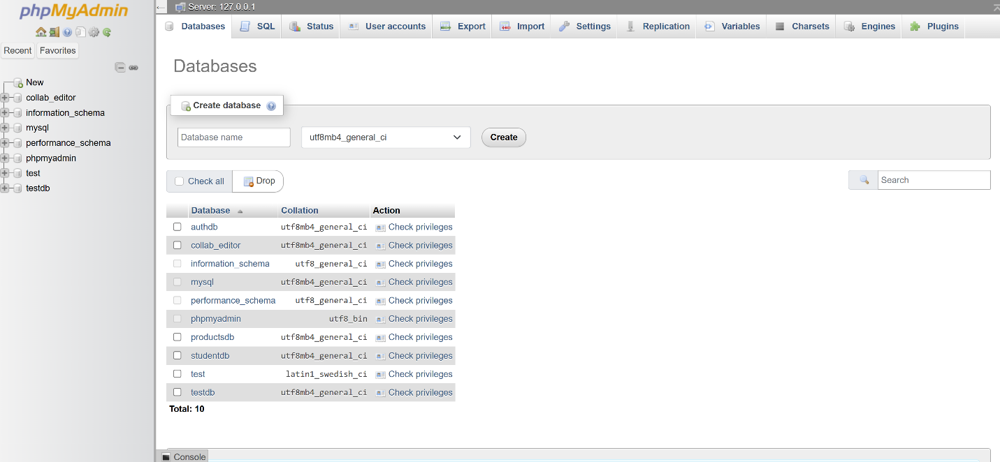 phpMyAdmin
Recent Favorites
New
collab_editor
information_schema
mysql
performance_schema
phpmyadmin
test
testdb
Server: 127.0.0.1
Databases SQL Status User accounts Export Import Settings Replication Variables Charsets Engines Plugins
Databases
Create database
Database name utf8mb4_general_ci Create
Check all Drop Search
Database Collation Action
authdb utf8mb4_general_ci Check privileges
collab_editor utf8mb4_general_ci Check privileges
information_schema utf8_general_ci Check privileges
mysql utf8mb4_general_ci Check privileges
performance_schema utf8_general_ci Check privileges
phpmyadmin utf8_bin Check privileges
productsdb utf8mb4_general_ci Check privileges
studentdb utf8mb4_general_ci Check privileges
test latin1_swedish_ci Check privileges
testdb utf8mb4_general_ci Check privileges
Total: 10
Console